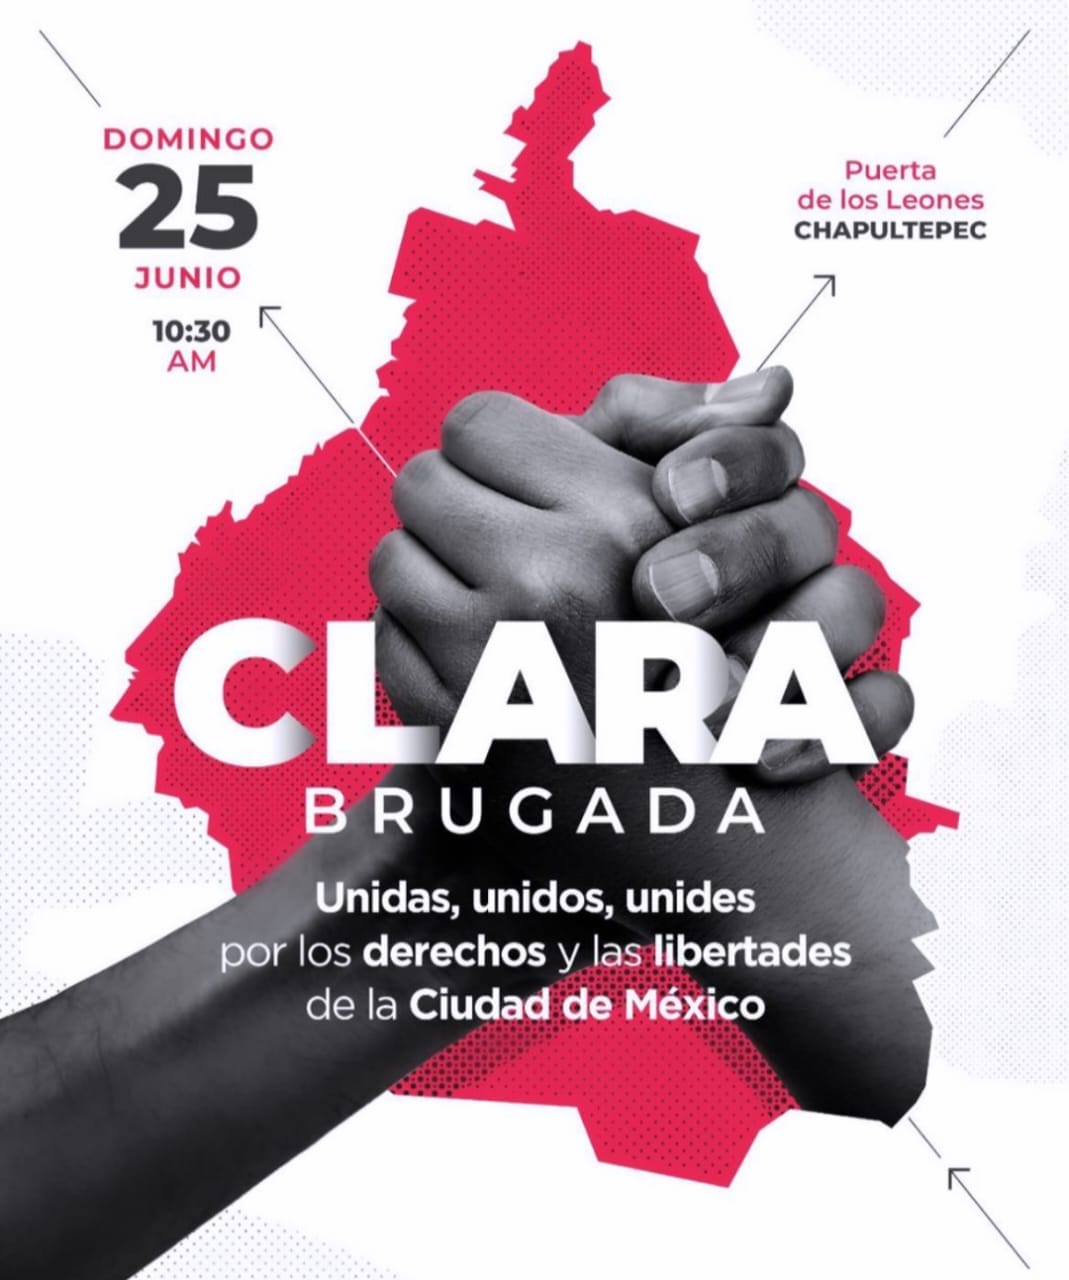 DOMINGO
25
JUNIO
10:30
AM
Puerta
de los Leones
CHAPULTEPEC
CLARA
BRUGADA
Unidas, unidos, unides
por los derechos y las libertades
de la Ciudad de México